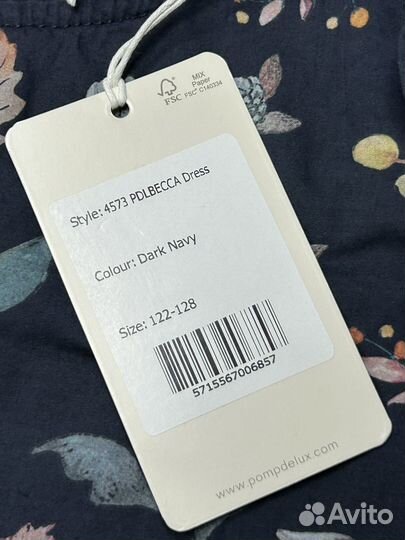 MIX
Paper
FSC
FSC® C140334
Style: 4573 PDLBECCA Dress
Colour: Dark Navy
Size: 122-128
5715567006857
www.pompdelux.com
Avito